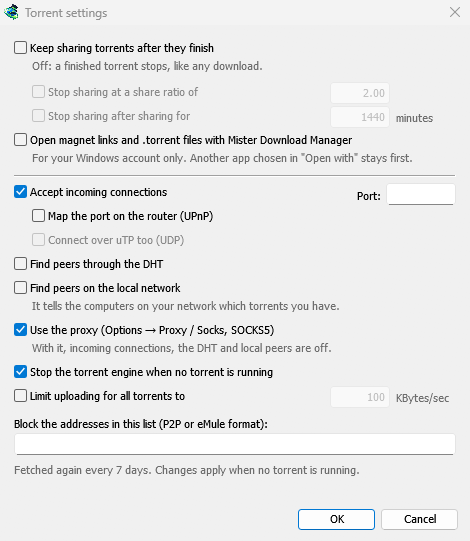 Torrent settings
Keep sharing torrents after they finish
Off: a finished torrent stops, like any download.
Stop sharing at a share ratio of 2.00
Stop sharing after sharing for 1440 minutes
Open magnet links and .torrent files with Mister Download Manager
For your Windows account only. Another app chosen in "Open with" stays first.
Accept incoming connections Port:
Map the port on the router (UPnP)
Connect over uTP too (UDP)
Find peers through the DHT
Find peers on the local network
It tells the computers on your network which torrents you have.
Use the proxy (Options → Proxy / Socks, SOCKS5)
With it, incoming connections, the DHT and local peers are off.
Stop the torrent engine when no torrent is running
Limit uploading for all torrents to 100 KBytes/sec
Block the addresses in this list (P2P or eMule format):
Fetched again every 7 days. Changes apply when no torrent is running.
OK Cancel